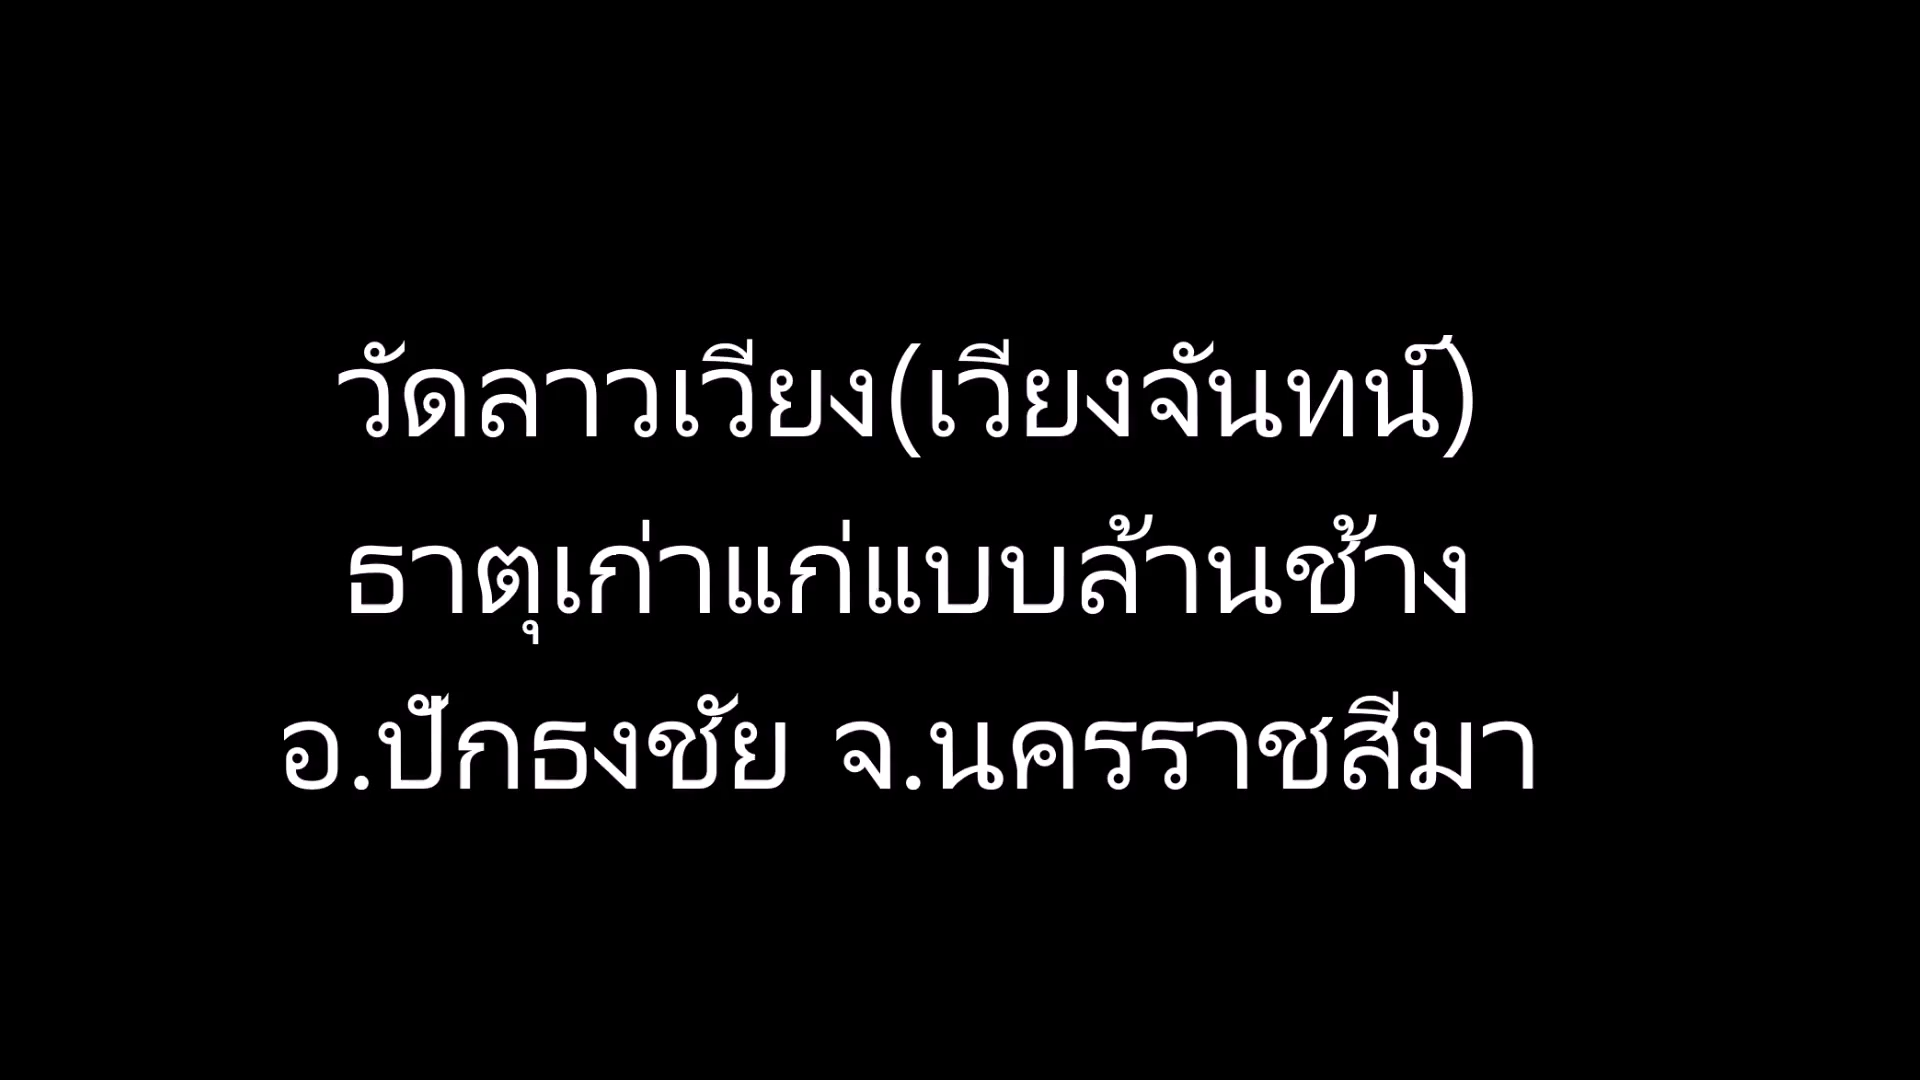 วัดลาวเวียง(เวียงจันทน์)
ธาตุเก่าแก่แบบล้านช้าง
อ.ปักธงชัย จ.นครราชสีมา